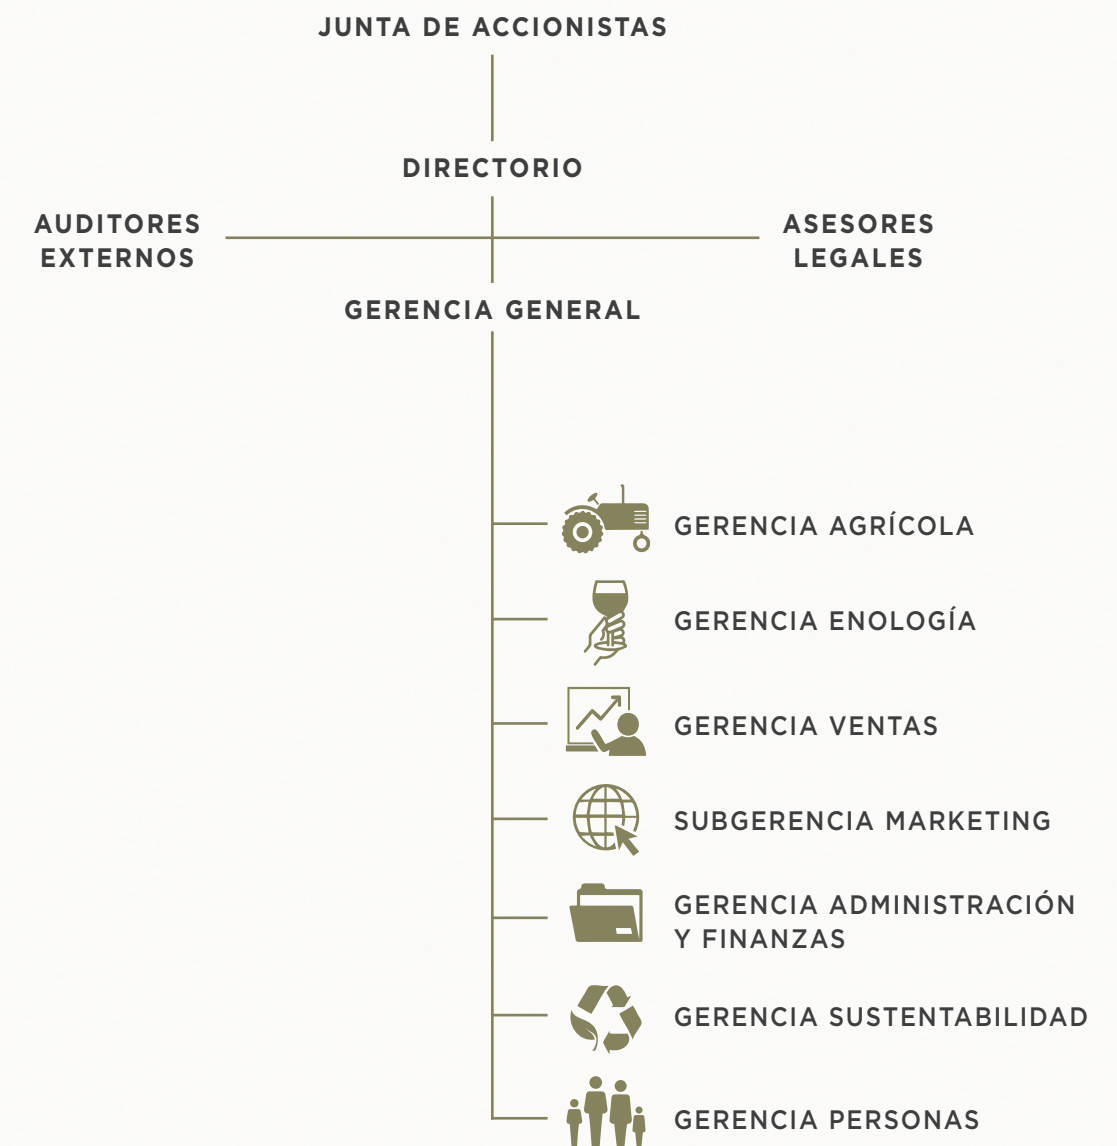 JUNTA DE ACCIONISTAS
DIRECTORIO
AUDITORES
EXTERNOS
ASESORES
LEGALES
GERENCIA GENERAL
GERENCIA AGRÍCOLA
GERENCIA ENOLOGÍA
GERENCIA VENTAS
SUBGERENCIA MARKETING
GERENCIA ADMINISTRACIÓN
Y FINANZAS
GERENCIA SUSTENTABILIDAD
GERENCIA PERSONAS